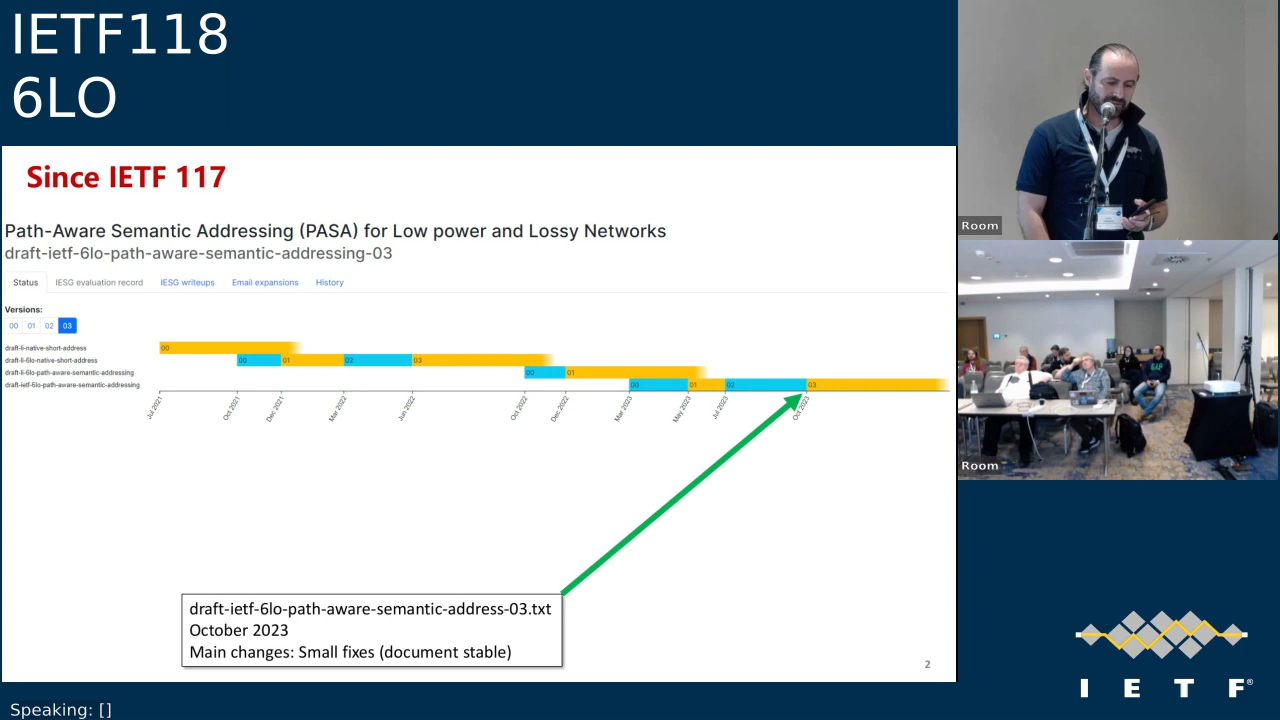 IETF118
6LO
Since IETF 117
Path-Aware Semantic Addressing (PASA) for Low power and Lossy Networks
draft-ietf-6lo-path-aware-semantic-addressing-03
Status IESG evaluation record IESG writeups Email expansions History
Versions:
00 01 02 03
draft-li-native-short-address 00
draft-li-6lo-native-short-address 00 01 02 03
draft-li-6lo-path-aware-semantic-addressing 00 01
draft-ietf-6lo-path-aware-semantic-addressing 00 01 02 03
Jul 2021 Oct 2021 Dec 2021 Mar 2022 Jun 2022 Oct 2022 Dec 2022 Mar 2023 May 2023 Jul 2023 Oct 2023
draft-ietf-6lo-path-aware-semantic-address-03.txt
October 2023
Main changes: Small fixes (document stable)
2
Room
Room
I E T F®
Speaking: []